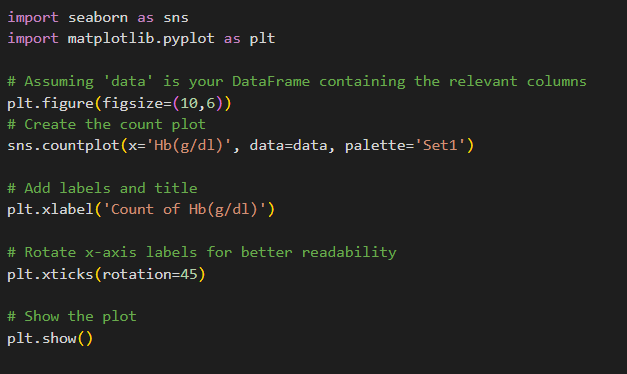 import seaborn as sns
import matplotlib.pyplot as plt
# Assuming 'data' is your DataFrame containing the relevant columns
plt.figure(figsize=(10,6))
# Create the count plot
sns.countplot(x='Hb(g/dl)', data=data, palette='Set1')
# Add labels and title
plt.xlabel('Count of Hb(g/dl)')
# Rotate x-axis labels for better readability
plt.xticks(rotation=45)
# Show the plot
plt.show()